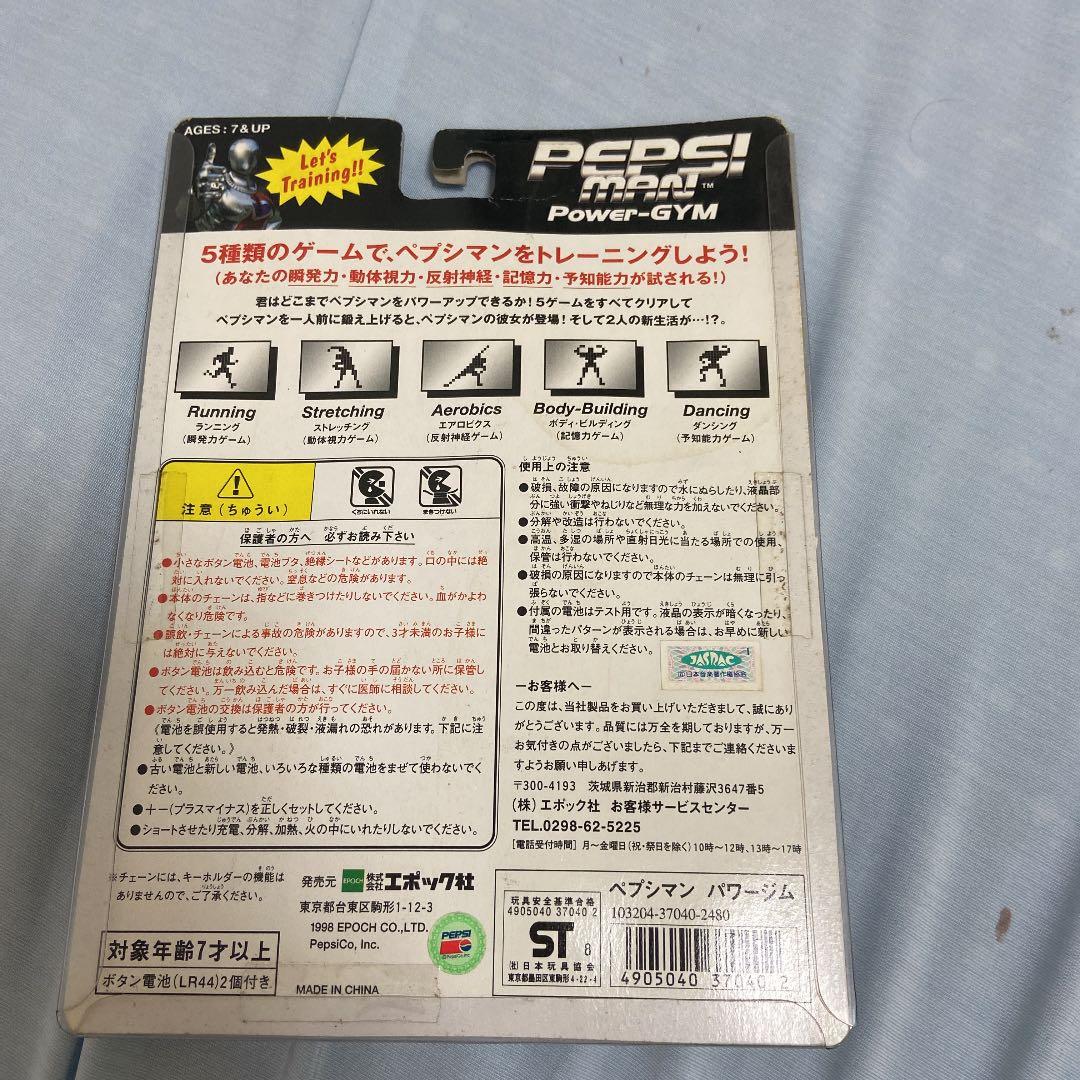 AGES : 7 & UP
Let's
Training!!
PEPSI
MAN™
Power-GYM
5種類のゲームで、ペプシマンをトレーニングしよう!
(あなたの瞬発力・動体視力・反射神経・記憶力・予知能力が試される!)
君はどこまでペプシマンをパワーアップできるか! 5ゲームをすべてクリアして
ペプシマンを一人前に鍛え上げると、ペプシマンの彼女が登場! そして2人の新生活が…!?。
Running
ランニング
(瞬発力ゲーム)
Stretching
ストレッチング
(動体視力ゲーム)
Aerobics
エアロビクス
(反射神経ゲーム)
Body-Building
ボディ・ビルディング
(記憶力ゲーム)
Dancing
ダンシング
(予知能力ゲーム)
注意(ちゅうい)
くちにいれない
まきつけない
保護者の方へ 必ずお読み下さい
●小さなボタン電池、電池ブタ、絶縁シートなどがあります。口の中には絶
対に入れないでください。窒息などの危険があります。
●本体のチェーンは、指などに巻きつけたりしないでください。血がかよわ
なくなり危険です。
●誤飲・チェーンによる事故の危険がありますので、3才未満のお子様に
は絶対に与えないでください。
●ボタン電池は飲み込むと危険です。お子様の手の届かない所に保管し
てください。万一飲み込んだ場合は、すぐに医師に相談してください。
●ボタン電池の交換は保護者の方が行ってください。
《電池を誤使用すると発熱・破裂・液漏れの恐れがあります。下記に注
意してください。》
●古い電池と新しい電池、いろいろな種類の電池をまぜて使わないでく
ださい。
●+−(プラスマイナス)を正しくセットしてください。
●ショートさせたり充電、分解、加熱、火の中にいれたりしないでください。
使用上の注意
●破損、故障の原因になりますので水にぬらしたり、液晶部
分に強い衝撃やねじりなど無理な力を加えないでください。
●分解や改造は行わないでください。
●高温、多湿の場所や直射日光に当たる場所での使用、
保管は行わないでください。
●破損の原因になりますので本体のチェーンは無理に引っ
張らないでください。
●付属の電池はテスト用です。液晶の表示が暗くなったり、
間違ったパターンが表示される場合は、お早めに新しい
電池とお取り替えください。
JASRAC
日本音楽著作権協会
−お客様へ−
この度は、当社製品をお買い上げいただきまして、誠にあり
がとうございます。品質には万全を期しておりますが、万一
お気付きの点がございましたら、下記までご連絡くださいま
すようお願い申しあげます。
〒300-4193 茨城県新治郡新治村藤沢3647番5
(株)エポック社 お客様サービスセンター
TEL.0298-62-5225
[電話受付時間] 月〜金曜日(祝・祭日を除く)10時〜12時、13時〜17時
※チェーンには、キーホルダーの機能は
ありませんので、ご了承ください。
発売元 EPOCH 株式会社エポック社
東京都台東区駒形1-12-3
1998 EPOCH CO.,LTD.
PepsiCo, Inc.
PEPSI
対象年齢7才以上
ボタン電池(LR44)2個付き
MADE IN CHINA
玩具安全基準合格
4905040 37040 2
ST 8
(社)日本玩具協会
東京都墨田区東駒形4-22-4
ペプシマン パワージム
103204-37040-2480
4905040 37040 2